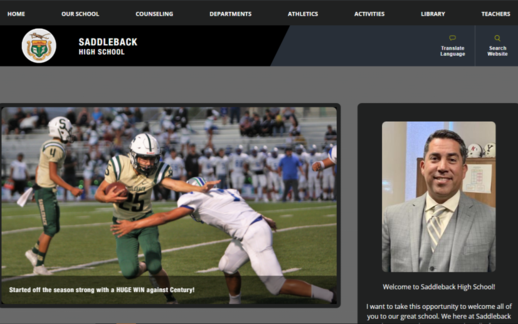 HOME OUR SCHOOL COUNSELING DEPARTMENTS ATHLETICS ACTIVITIES LIBRARY TEACHERS
SADDLEBACK
HIGH SCHOOL
Translate
Language
Search
Website
S
11
25
Started off the season strong with a HUGE WIN against Century!
Welcome to Saddleback High School!
I want to take this opportunity to welcome all of
you to our great school. We here at Saddleback